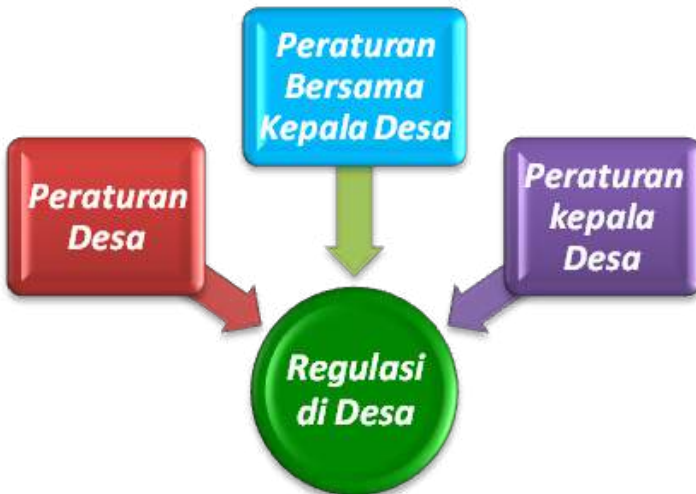 Peraturan
Bersama
Kepala Desa
Peraturan
Desa
Peraturan
kepala
Desa
Regulasi
di Desa